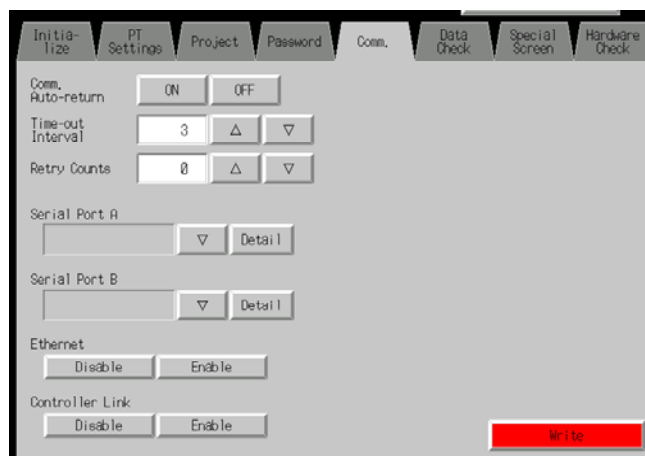 Initia-
lize
PT
Settings
Project
Password
Comm.
Data
Check
Special
Screen
Hardware
Check
Comm.
Auto-return
ON
OFF
Time-out
Interval
3
△
▽
Retry Counts
0
△
▽
Serial Port A
▽
Detail
Serial Port B
▽
Detail
Ethernet
Disable
Enable
Controller Link
Disable
Enable
Write